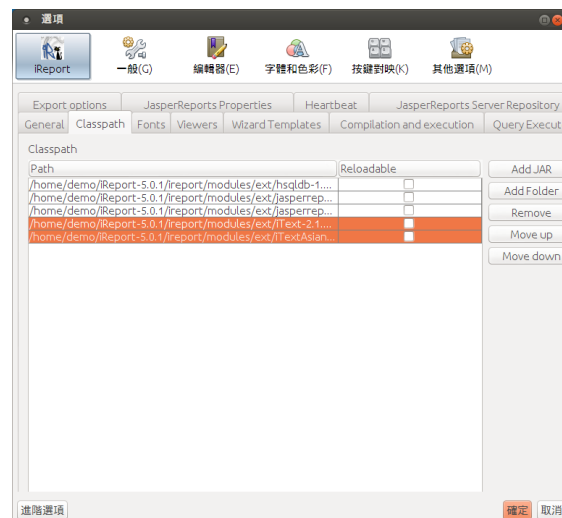 選項
iReport
一般(G)
編輯器(E)
字體和色彩(F)
按鍵對映(K)
其他選項(M)
Export options JasperReports Properties Heartbeat JasperReports Server Repository
General Classpath Fonts Viewers Wizard Templates Compilation and execution Query Execut
Classpath
Path Reloadable
/home/demo/iReport-5.0.1/ireport/modules/ext/hsqldb-1....
/home/demo/iReport-5.0.1/ireport/modules/ext/jasperrep...
/home/demo/iReport-5.0.1/ireport/modules/ext/jasperrep...
/home/demo/iReport-5.0.1/ireport/modules/ext/iText-2.1....
/home/demo/iReport-5.0.1/ireport/modules/ext/iTextAsian...
Add JAR
Add Folder
Remove
Move up
Move down
進階選項
確定
取消